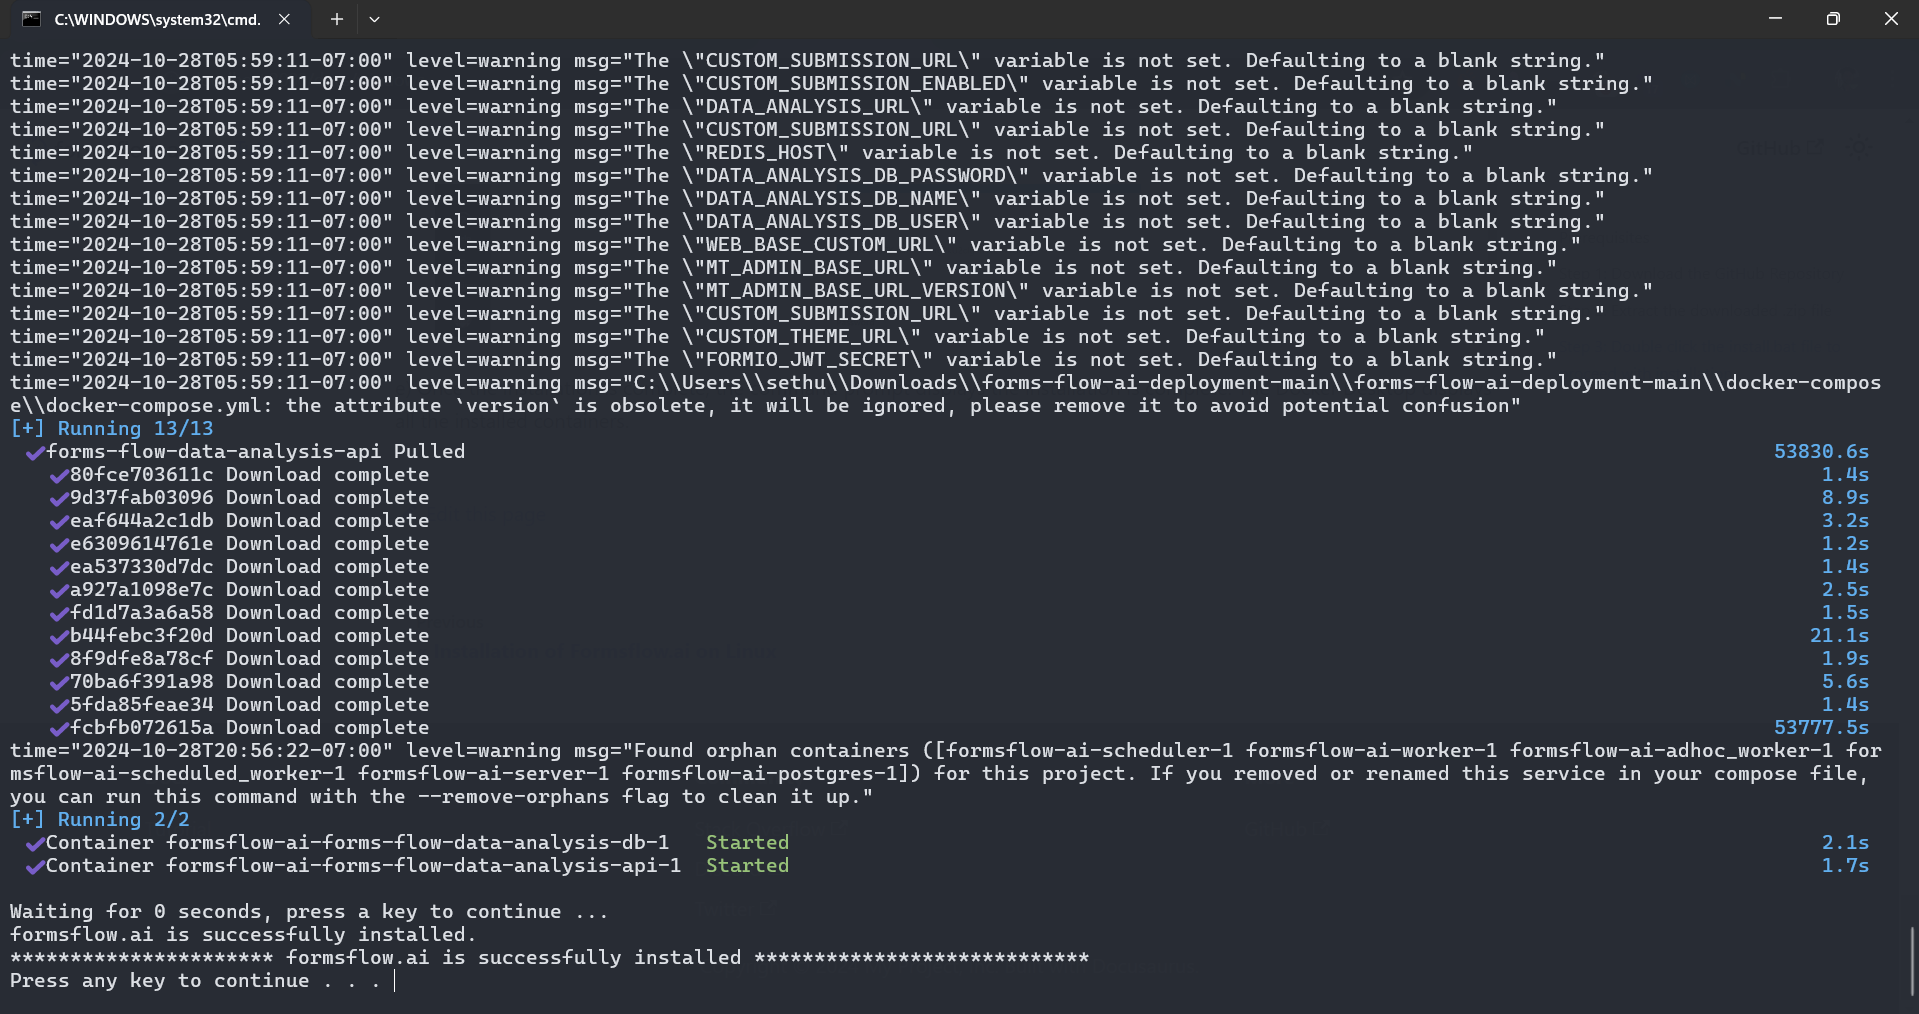 C:\WINDOWS\system32\cmd.
time="2024-10-28T05:59:11-07:00" level=warning msg="The \"CUSTOM_SUBMISSION_URL\" variable is not set. Defaulting to a blank string."
time="2024-10-28T05:59:11-07:00" level=warning msg="The \"CUSTOM_SUBMISSION_ENABLED\" variable is not set. Defaulting to a blank string."
time="2024-10-28T05:59:11-07:00" level=warning msg="The \"DATA_ANALYSIS_URL\" variable is not set. Defaulting to a blank string."
time="2024-10-28T05:59:11-07:00" level=warning msg="The \"CUSTOM_SUBMISSION_URL\" variable is not set. Defaulting to a blank string."
time="2024-10-28T05:59:11-07:00" level=warning msg="The \"REDIS_HOST\" variable is not set. Defaulting to a blank string."
time="2024-10-28T05:59:11-07:00" level=warning msg="The \"DATA_ANALYSIS_DB_PASSWORD\" variable is not set. Defaulting to a blank string."
time="2024-10-28T05:59:11-07:00" level=warning msg="The \"DATA_ANALYSIS_DB_NAME\" variable is not set. Defaulting to a blank string."
time="2024-10-28T05:59:11-07:00" level=warning msg="The \"DATA_ANALYSIS_DB_USER\" variable is not set. Defaulting to a blank string."
time="2024-10-28T05:59:11-07:00" level=warning msg="The \"WEB_BASE_CUSTOM_URL\" variable is not set. Defaulting to a blank string."
time="2024-10-28T05:59:11-07:00" level=warning msg="The \"MT_ADMIN_BASE_URL\" variable is not set. Defaulting to a blank string."
time="2024-10-28T05:59:11-07:00" level=warning msg="The \"MT_ADMIN_BASE_URL_VERSION\" variable is not set. Defaulting to a blank string."
time="2024-10-28T05:59:11-07:00" level=warning msg="The \"CUSTOM_SUBMISSION_URL\" variable is not set. Defaulting to a blank string."
time="2024-10-28T05:59:11-07:00" level=warning msg="The \"CUSTOM_THEME_URL\" variable is not set. Defaulting to a blank string."
time="2024-10-28T05:59:11-07:00" level=warning msg="The \"FORMIO_JWT_SECRET\" variable is not set. Defaulting to a blank string."
time="2024-10-28T05:59:11-07:00" level=warning msg="C:\\Users\\sethu\\Downloads\\forms-flow-ai-deployment-main\\forms-flow-ai-deployment-main\\docker-compos
e\\docker-compose.yml: the attribute `version` is obsolete, it will be ignored, please remove it to avoid potential confusion"
[+] Running 13/13
✔forms-flow-data-analysis-api Pulled 53830.6s
✔80fce703611c Download complete 1.4s
✔9d37fab03096 Download complete 8.9s
✔eaf644a2c1db Download complete 3.2s
✔e6309614761e Download complete 1.2s
✔ea537330d7dc Download complete 1.4s
✔a927a1098e7c Download complete 2.5s
✔fd1d7a3a6a58 Download complete 1.5s
✔b44febc3f20d Download complete 21.1s
✔8f9dfe8a78cf Download complete 1.9s
✔70ba6f391a98 Download complete 5.6s
✔5fda85feae34 Download complete 1.4s
✔fcbfb072615a Download complete 53777.5s
time="2024-10-28T20:56:22-07:00" level=warning msg="Found orphan containers ([formsflow-ai-scheduler-1 formsflow-ai-worker-1 formsflow-ai-adhoc_worker-1 for
msflow-ai-scheduled_worker-1 formsflow-ai-server-1 formsflow-ai-postgres-1]) for this project. If you removed or renamed this service in your compose file,
you can run this command with the --remove-orphans flag to clean it up."
[+] Running 2/2
✔Container formsflow-ai-forms-flow-data-analysis-db-1 Started 2.1s
✔Container formsflow-ai-forms-flow-data-analysis-api-1 Started 1.7s
Waiting for 0 seconds, press a key to continue ...
formsflow.ai is successfully installed.
********************** formsflow.ai is successfully installed ****************************
Press any key to continue . . .